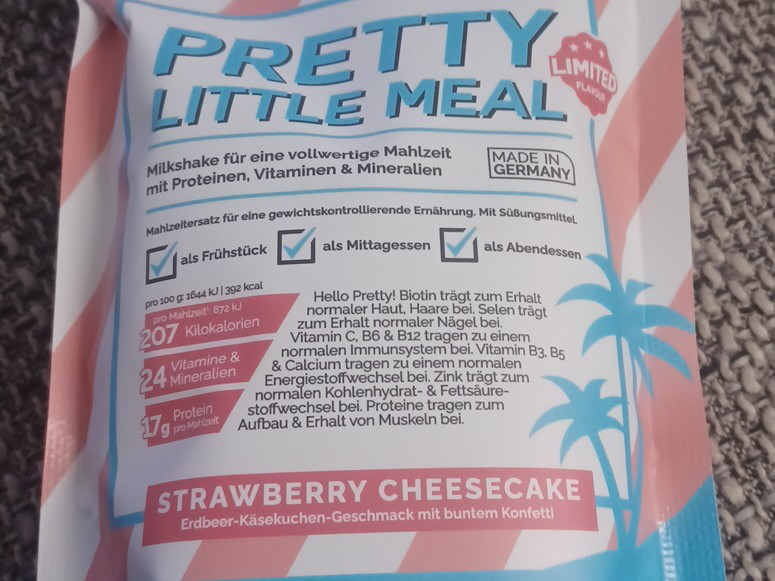 PRETTY
LITTLE MEAL
LIMITED
FLAVOUR
Milkshake für eine vollwertige Mahlzeit
mit Proteinen, Vitaminen & Mineralien
MADE IN
GERMANY
Mahlzeitersatz für eine gewichtskontrollierende Ernährung. Mit Süßungsmittel.
als Frühstück
als Mittagessen
als Abendessen
pro 100 g: 1644 kJ | 392 kcal
pro Mahlzeit¹: 872 kJ
207 Kilokalorien
24 Vitamine &
Mineralien
17g Protein
pro Mahlzeit
Hello Pretty! Biotin trägt zum Erhalt
normaler Haut, Haare bei. Selen trägt
zum Erhalt normaler Nägel bei.
Vitamin C, B6 & B12 tragen zu einem
normalen Immunsystem bei. Vitamin B3, B5
& Calcium tragen zu einem normalen
Energiestoffwechsel bei. Zink trägt zum
normalen Kohlenhydrat- & Fettsäure-
stoffwechsel bei. Proteine tragen zum
Aufbau & Erhalt von Muskeln bei.
STRAWBERRY CHEESECAKE
Erdbeer-Käsekuchen-Geschmack mit buntem Konfetti